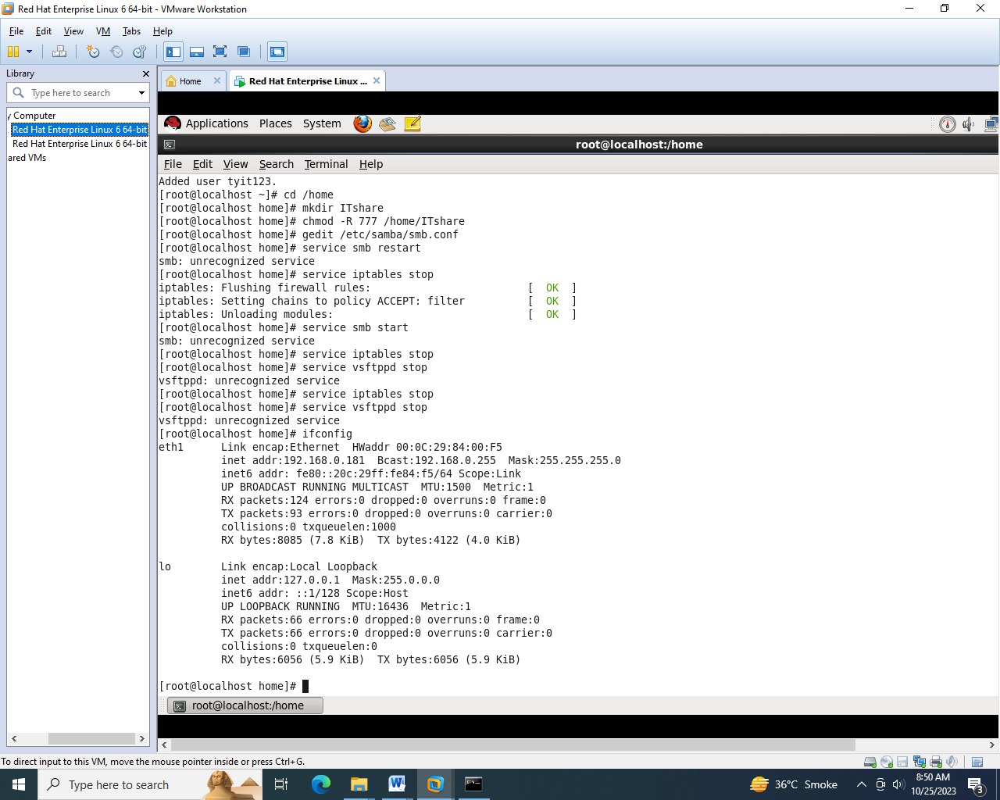 Red Hat Enterprise Linux 6 64-bit - VMware Workstation
File Edit View VM Tabs Help
Library
Type here to search
y Computer
Red Hat Enterprise Linux 6 64-bit
Red Hat Enterprise Linux 6 64-bit
ared VMs
Home
Red Hat Enterprise Linux ...
Applications Places System
root@localhost:/home
File Edit View Search Terminal Help
Added user tyit123.
[root@localhost ~]# cd /home
[root@localhost home]# mkdir ITshare
[root@localhost home]# chmod -R 777 /home/ITshare
[root@localhost home]# gedit /etc/samba/smb.conf
[root@localhost home]# service smb restart
smb: unrecognized service
[root@localhost home]# service iptables stop
iptables: Flushing firewall rules: [ OK ]
iptables: Setting chains to policy ACCEPT: filter [ OK ]
iptables: Unloading modules: [ OK ]
[root@localhost home]# service smb start
smb: unrecognized service
[root@localhost home]# service iptables stop
[root@localhost home]# service vsftppd stop
vsftppd: unrecognized service
[root@localhost home]# service iptables stop
[root@localhost home]# service vsftppd stop
vsftppd: unrecognized service
[root@localhost home]# ifconfig
eth1 Link encap:Ethernet HWaddr 00:0C:29:84:00:F5
inet addr:192.168.0.181 Bcast:192.168.0.255 Mask:255.255.255.0
inet6 addr: fe80::20c:29ff:fe84:f5/64 Scope:Link
UP BROADCAST RUNNING MULTICAST MTU:1500 Metric:1
RX packets:124 errors:0 dropped:0 overruns:0 frame:0
TX packets:93 errors:0 dropped:0 overruns:0 carrier:0
collisions:0 txqueuelen:1000
RX bytes:8085 (7.8 KiB) TX bytes:4122 (4.0 KiB)
lo Link encap:Local Loopback
inet addr:127.0.0.1 Mask:255.0.0.0
inet6 addr: ::1/128 Scope:Host
UP LOOPBACK RUNNING MTU:16436 Metric:1
RX packets:66 errors:0 dropped:0 overruns:0 frame:0
TX packets:66 errors:0 dropped:0 overruns:0 carrier:0
collisions:0 txqueuelen:0
RX bytes:6056 (5.9 KiB) TX bytes:6056 (5.9 KiB)
[root@localhost home]#
root@localhost:/home
To direct input to this VM, move the mouse pointer inside or press Ctrl+G.
Type here to search
36°C Smoke
8:50 AM
10/25/2023
3